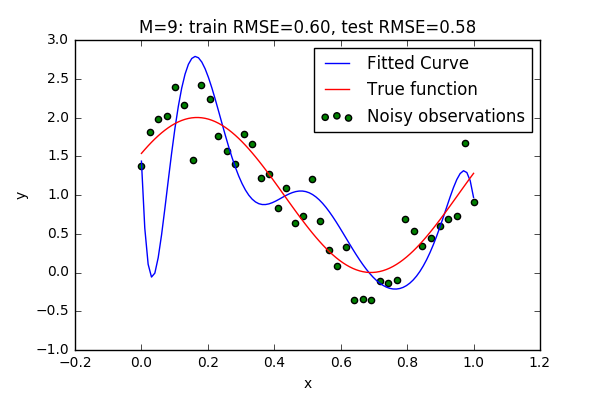 M=9: train RMSE=0.60, test RMSE=0.58
3.0
2.5
2.0
1.5
1.0
0.5
0.0
−0.5
−1.0
y
Fitted Curve
True function
Noisy observations
−0.2 0.0 0.2 0.4 0.6 0.8 1.0 1.2
x